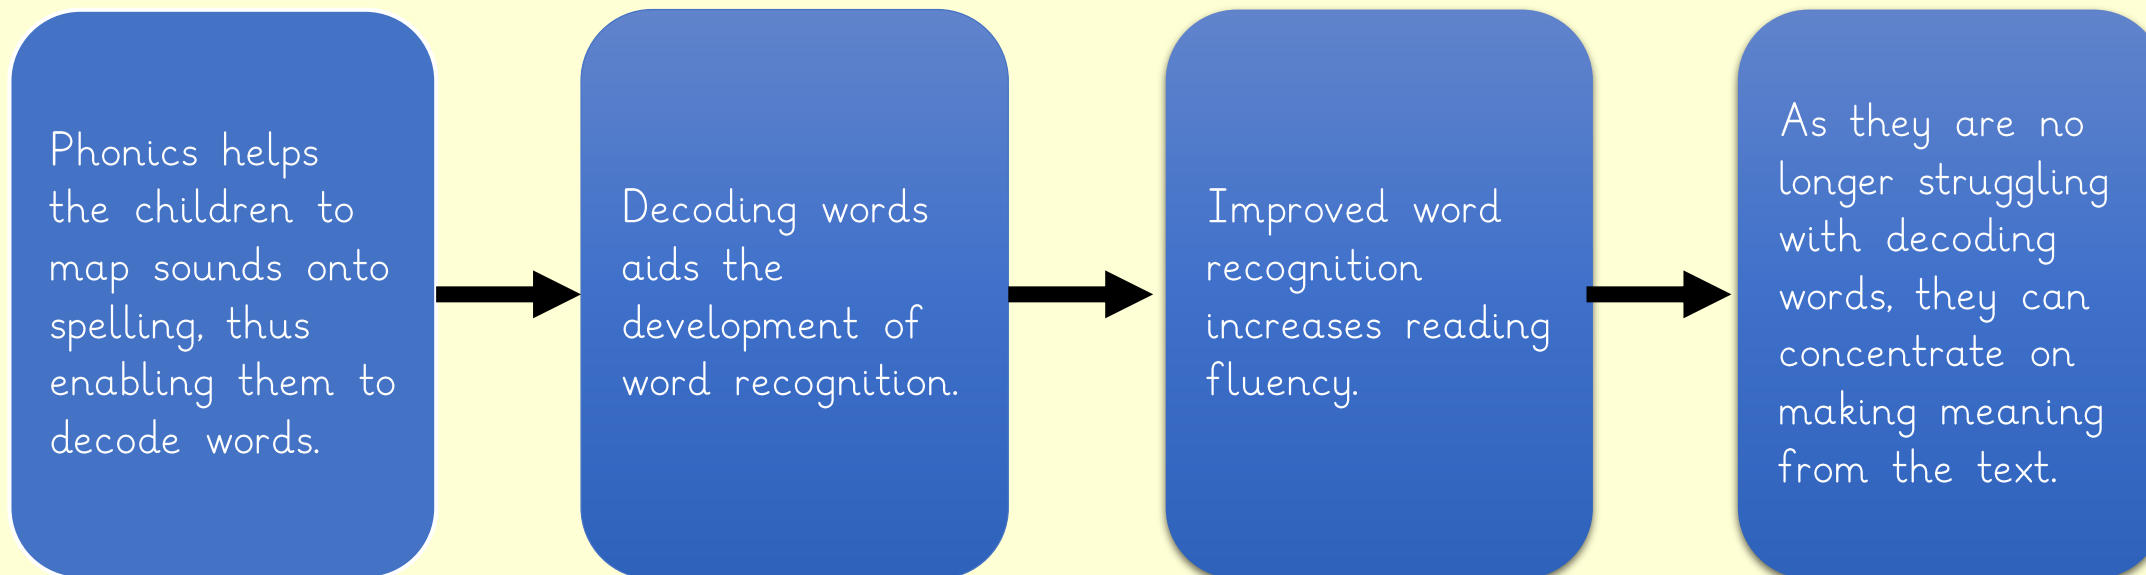 Phonics helps
the children to
map sounds onto
spelling, thus
enabling them to
decode words.
Decoding words
aids the
development of
word recognition.
Improved word
recognition
increases reading
fluency.
As they are no
longer struggling
with decoding
words, they can
concentrate on
making meaning
from the text.